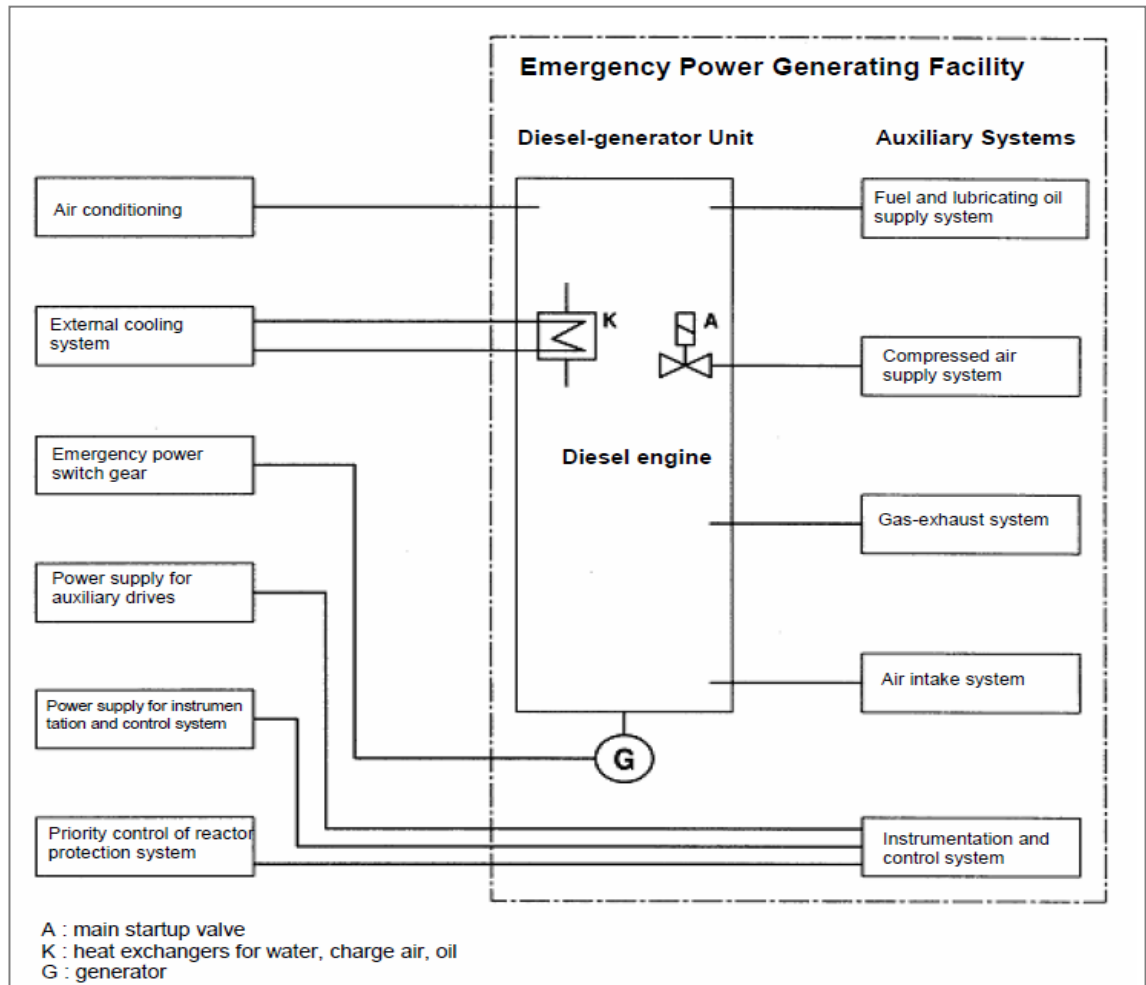 Emergency Power Generating Facility
Diesel-generator Unit
Auxiliary Systems
Air conditioning
Fuel and lubricating oil
supply system
External cooling
system
K
A
Compressed air
supply system
Emergency power
switch gear
Diesel engine
Gas-exhaust system
Power supply for
auxiliary drives
Air intake system
Power supply for instrumen
tation and control system
G
Priority control of reactor
protection system
Instrumentation and
control system
A : main startup valve
K : heat exchangers for water, charge air, oil
G : generator